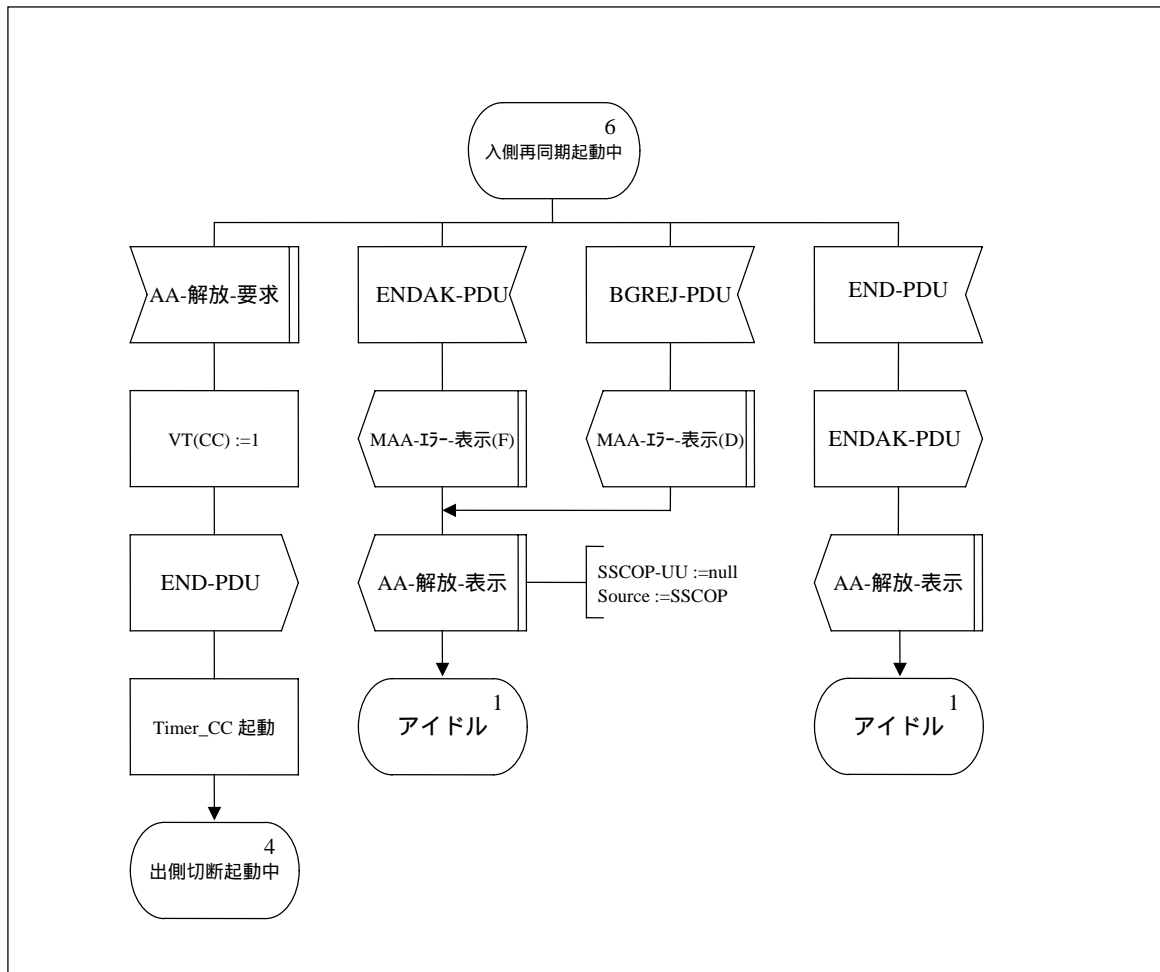 6
入側再同期起動中
AA-解放-要求
ENDAK-PDU
BGREJ-PDU
END-PDU
VT(CC) :=1
MAA-ｴﾗｰ-表示(F)
MAA-ｴﾗｰ-表示(D)
ENDAK-PDU
END-PDU
AA-解放-表示
SSCOP-UU :=null
Source :=SSCOP
AA-解放-表示
Timer_CC 起動
1
アイドル
1
アイドル
4
出側切断起動中